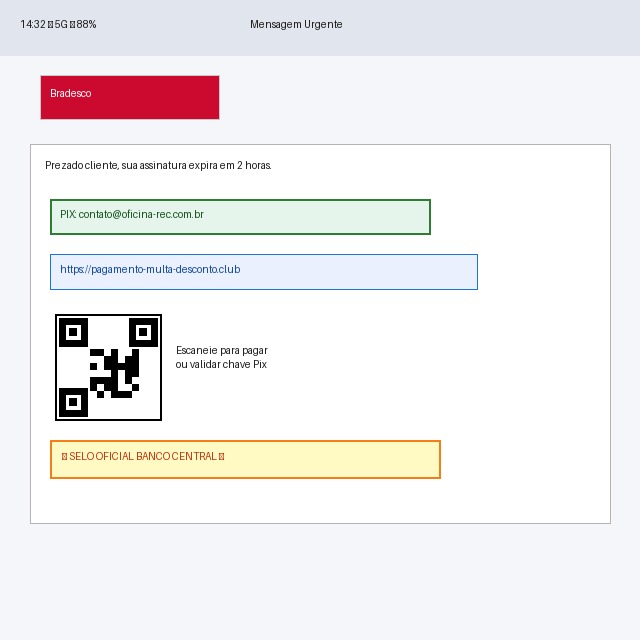 14:32 5G 88%
Mensagem Urgente
Bradesco
Prezado cliente, sua assinatura expira em 2 horas.
PIX: contato@oficina-rec.com.br
https://pagamento-multa-desconto.club
Escaneie para pagar
ou validar chave Pix
SELO OFICIAL BANCO CENTRAL